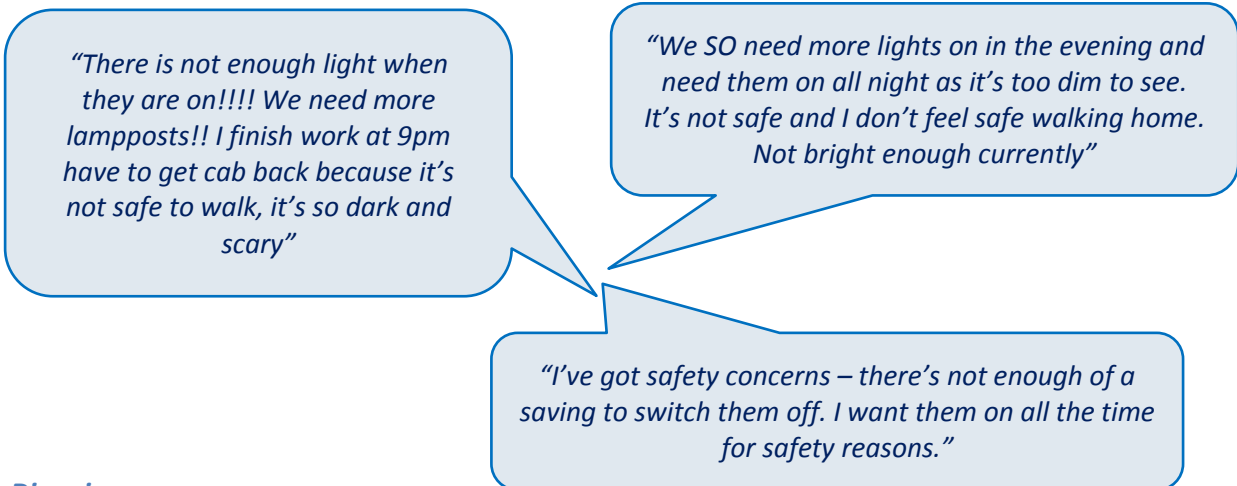 “There is not enough light when
they are on!!!! We need more
lampposts!! I finish work at 9pm
have to get cab back because it’s
not safe to walk, it’s so dark and
scary”
“We SO need more lights on in the evening and
need them on all night as it’s too dim to see.
It’s not safe and I don’t feel safe walking home.
Not bright enough currently”
“I’ve got safety concerns – there’s not enough of a
saving to switch them off. I want them on all the time
for safety reasons.”